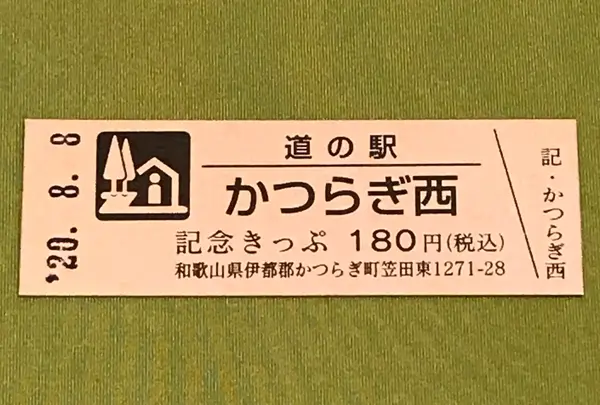 '20. 8. 8
道の駅
かつらぎ西
記念きっぷ 180円(税込)
和歌山県伊都郡かつらぎ町笠田東1271-28
記・かつらぎ西